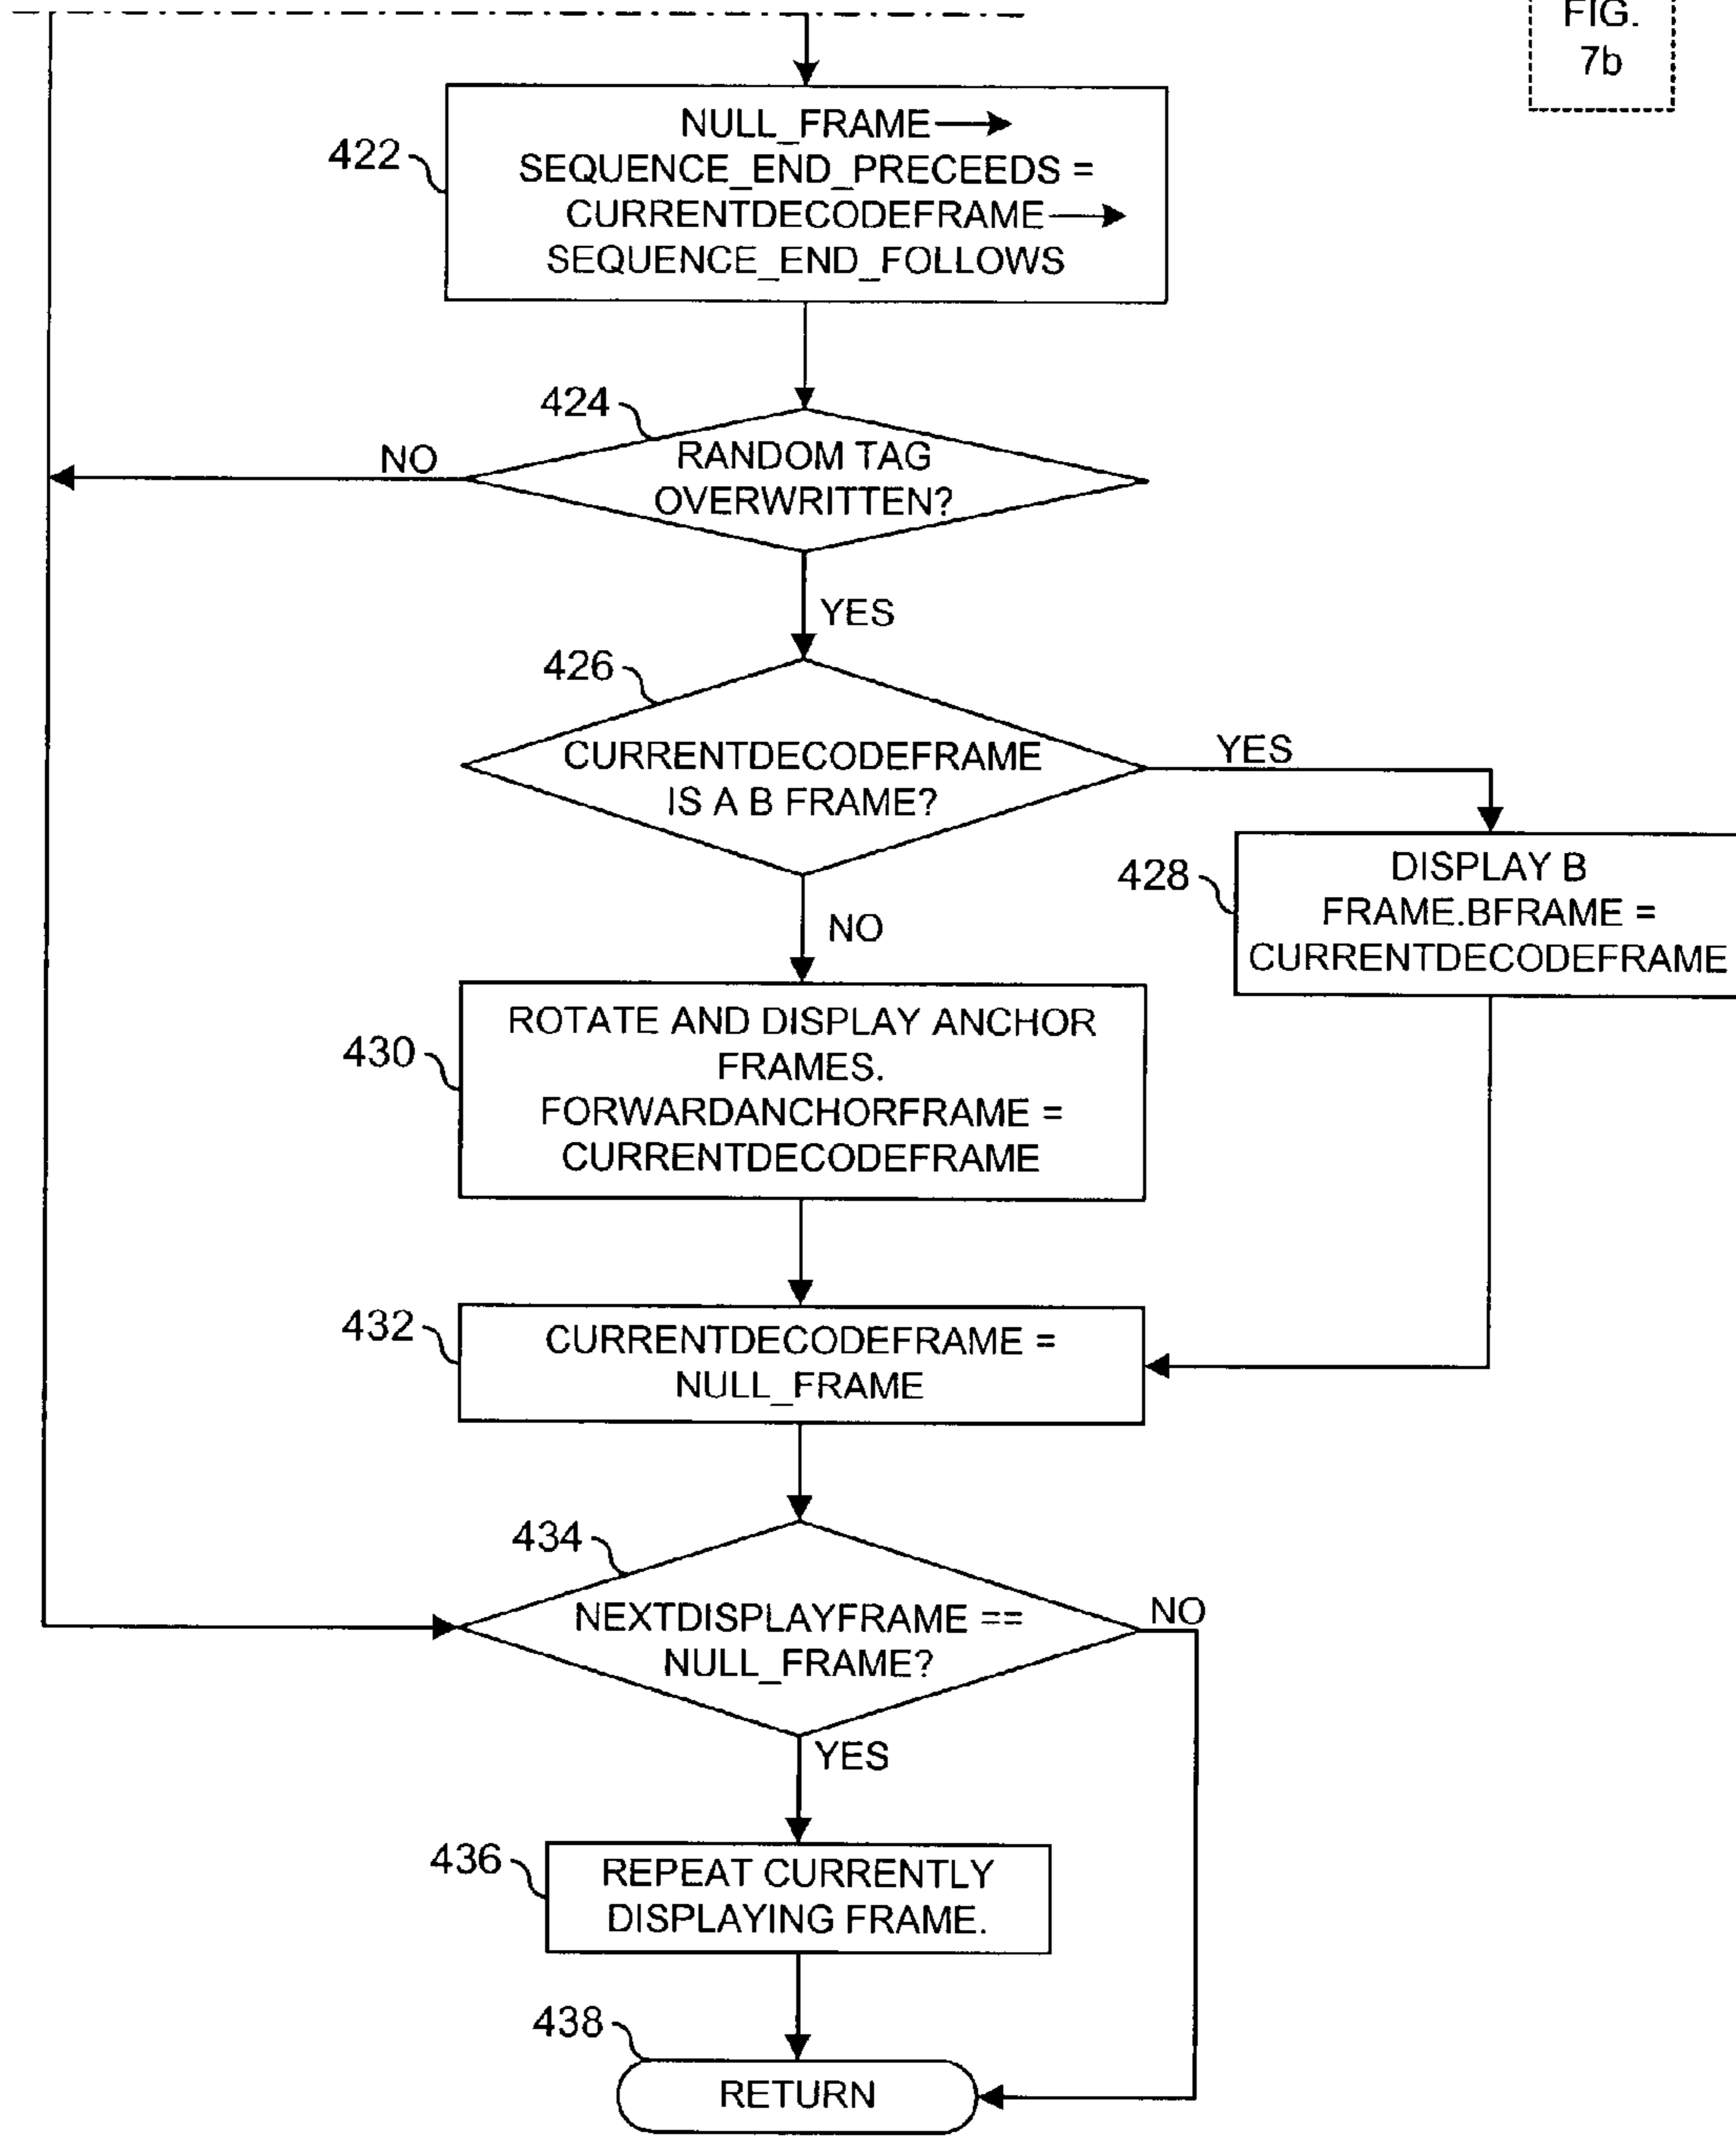 FIG.
7b
422
NULL_FRAME→
SEQUENCE_END_PRECEEDS =
CURRENTDECODEFRAME→
SEQUENCE_END_FOLLOWS
424
NO
RANDOM TAG
OVERWRITTEN?
YES
426
CURRENTDECODEFRAME
IS A B FRAME?
YES
428
DISPLAY B
FRAME.BFRAME =
CURRENTDECODEFRAME
NO
430
ROTATE AND DISPLAY ANCHOR
FRAMES.
FORWARDANCHORFRAME =
CURRENTDECODEFRAME
432
CURRENTDECODEFRAME =
NULL_FRAME
434
NEXTDISPLAYFRAME ==
NULL_FRAME?
NO
YES
436
REPEAT CURRENTLY
DISPLAYING FRAME.
438
RETURN